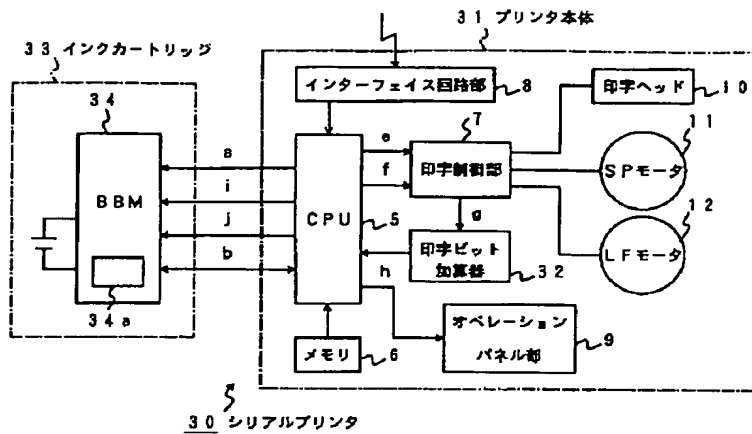 31 プリンタ本体
33 インクカートリッジ
インターフェイス回路部
8
印字ヘッド
10
34
BBM
34a
a
i
j
b
CPU
5
e
f
7
印字制御部
g
印字ビット
加算器
32
h
11
SPモータ
12
LFモータ
メモリ
6
オペレーション
パネル部
9
30 シリアルプリンタ